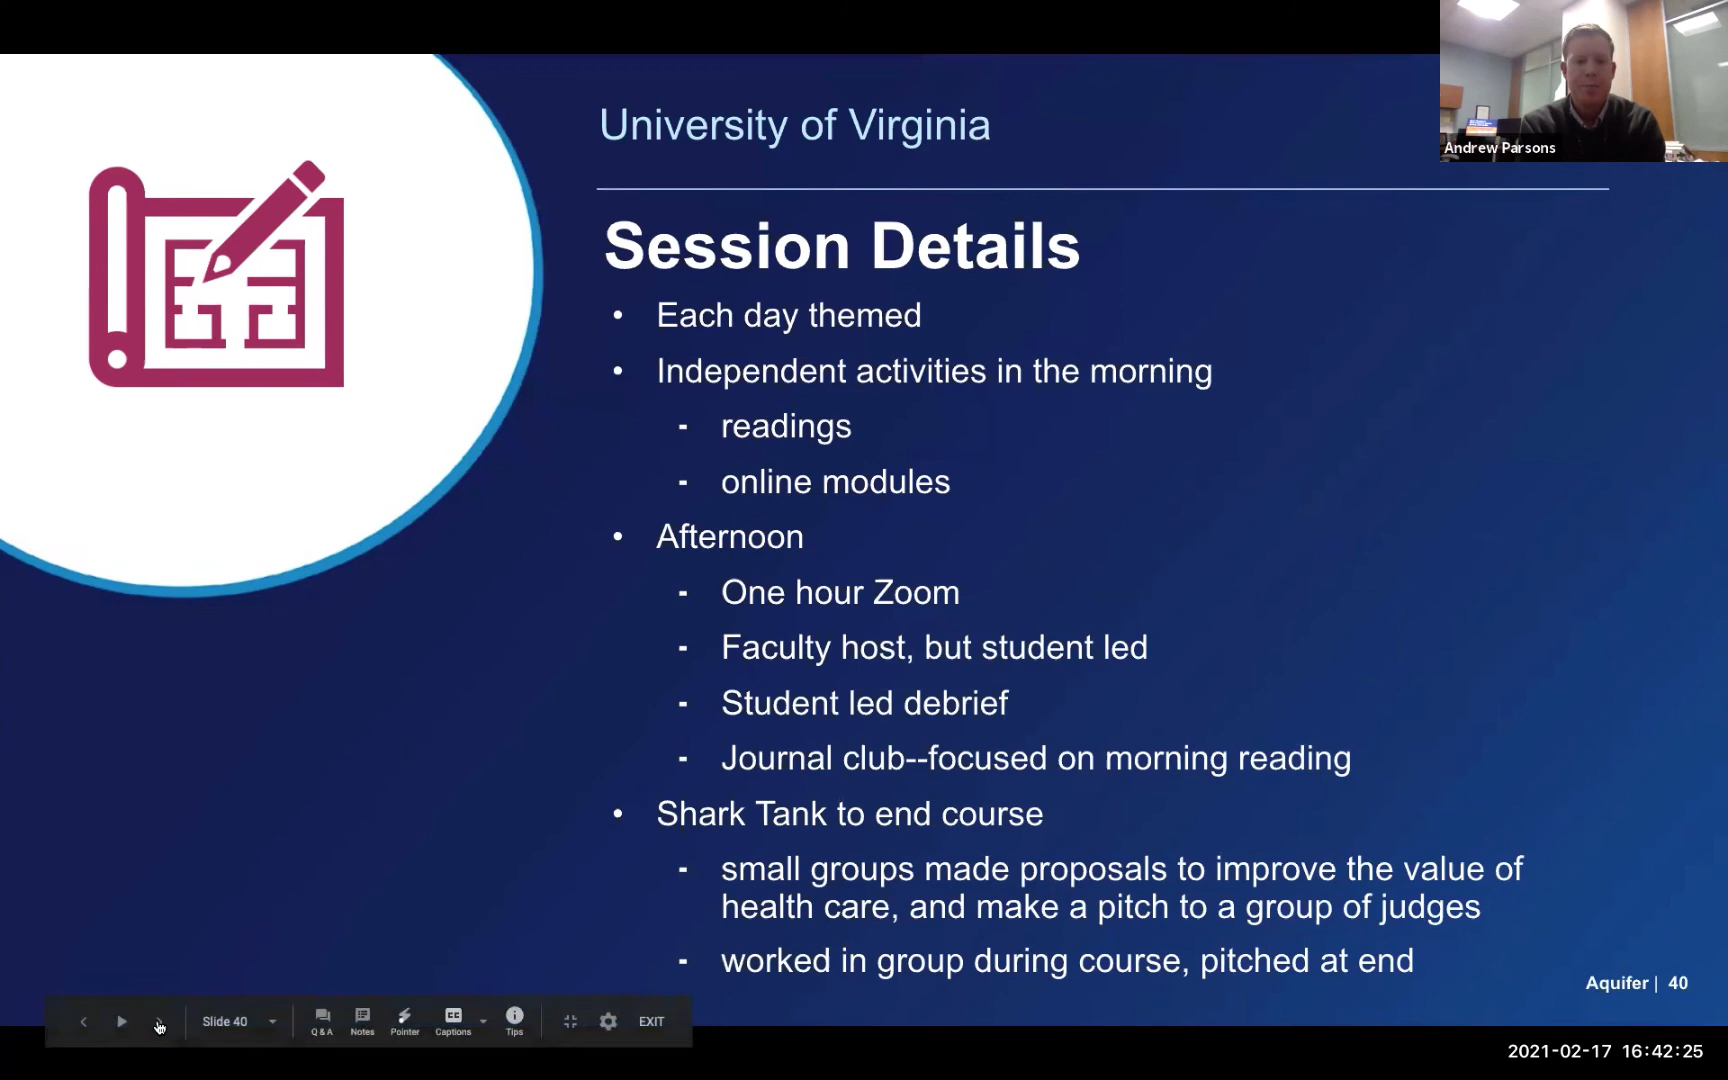 University of Virginia
Andrew Parsons
Session Details
• Each day themed
• Independent activities in the morning
- readings
- online modules
• Afternoon
- One hour Zoom
- Faculty host, but student led
- Student led debrief
- Journal club--focused on morning reading
• Shark Tank to end course
- small groups made proposals to improve the value of
health care, and make a pitch to a group of judges
- worked in group during course, pitched at end
Aquifer | 40
Slide 40
Q & A
Notes
Pointer
Captions
Tips
EXIT
2021-02-17 16:42:25